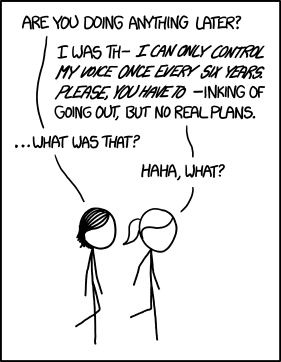 ARE YOU DOING ANYTHING LATER?
I WAS TH- I CAN ONLY CONTROL
MY VOICE ONCE EVERY SIX YEARS.
PLEASE, YOU HAVE TO -INKING OF
GOING OUT, BUT NO REAL PLANS.
...WHAT WAS THAT?
HAHA, WHAT?